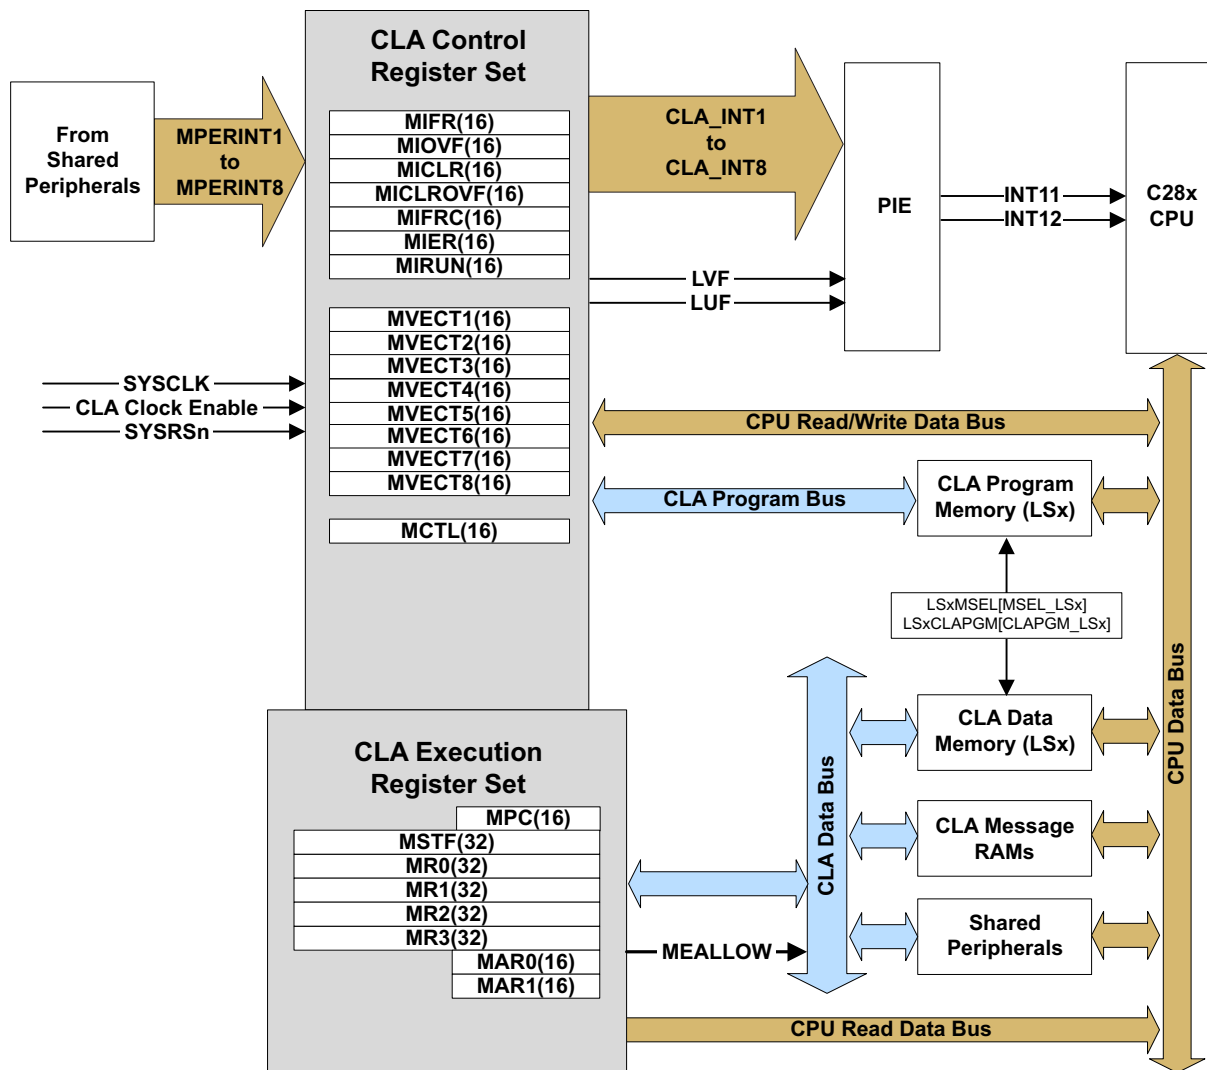 CLA Control
Register Set
From
Shared
Peripherals
MPERINT1
to
MPERINT8
MIFR(16)
MIOVF(16)
MICLR(16)
MICLROVF(16)
MIFRC(16)
MIER(16)
MIRUN(16)
CLA_INT1
to
CLA_INT8
PIE
INT11
INT12
C28x
CPU
LVF
LUF
MVECT1(16)
MVECT2(16)
MVECT3(16)
MVECT4(16)
MVECT5(16)
MVECT6(16)
MVECT7(16)
MVECT8(16)
SYSCLK
CLA Clock Enable
SYSRSn
CPU Read/Write Data Bus
CLA Program Bus
CLA Program
Memory (LSx)
MCTL(16)
LSxMSEL[MSEL_LSx]
LSxCLAPGM[CLAPGM_LSx]
CPU Data Bus
CLA Data Bus
CLA Data
Memory (LSx)
CLA Execution
Register Set
MPC(16)
MSTF(32)
MR0(32)
MR1(32)
MR2(32)
MR3(32)
MAR0(16)
MAR1(16)
CLA Message
RAMs
Shared
Peripherals
MEALLOW
CPU Read Data Bus